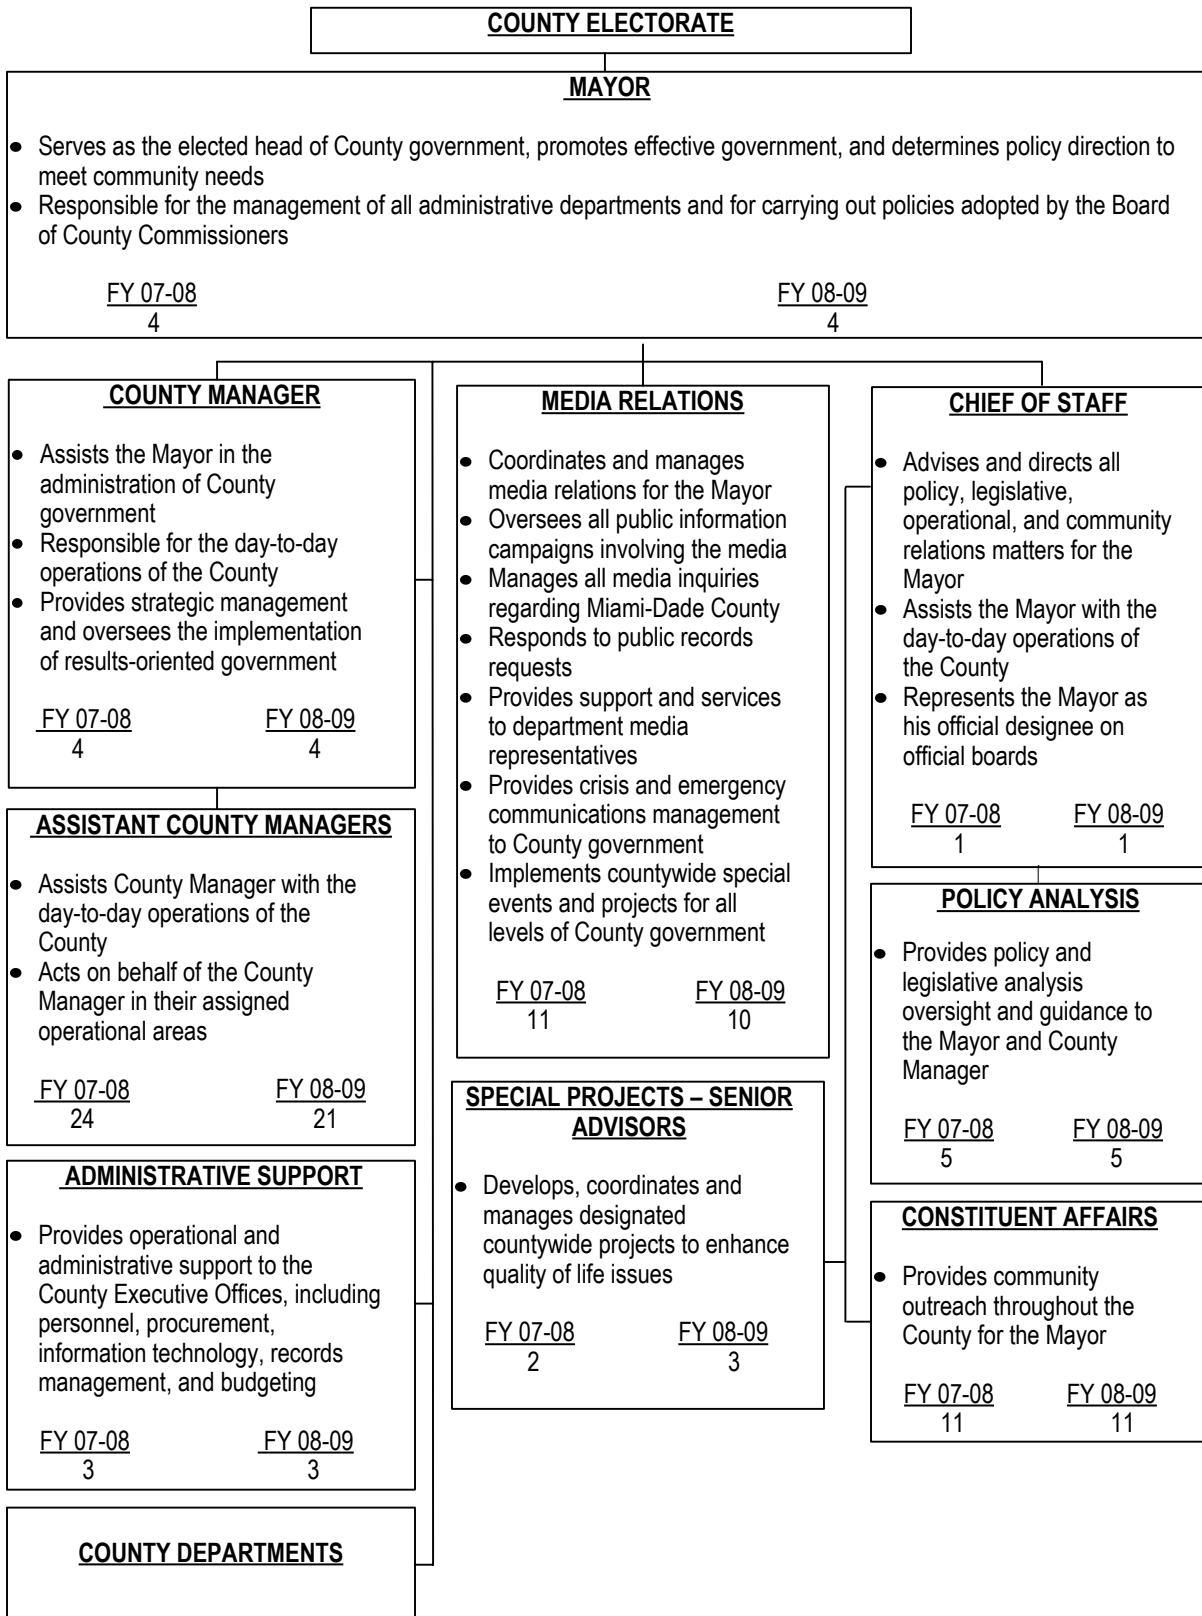 COUNTY ELECTORATE
MAYOR
● Serves as the elected head of County government, promotes effective government, and determines policy direction to
meet community needs
● Responsible for the management of all administrative departments and for carrying out policies adopted by the Board
of County Commissioners
FY 07-08 FY 08-09
4 4
COUNTY MANAGER
● Assists the Mayor in the
administration of County
government
● Responsible for the day-to-day
operations of the County
● Provides strategic management
and oversees the implementation
of results-oriented government
FY 07-08 FY 08-09
4 4
ASSISTANT COUNTY MANAGERS
● Assists County Manager with the
day-to-day operations of the
County
● Acts on behalf of the County
Manager in their assigned
operational areas
FY 07-08 FY 08-09
24 21
ADMINISTRATIVE SUPPORT
● Provides operational and
administrative support to the
County Executive Offices, including
personnel, procurement,
information technology, records
management, and budgeting
FY 07-08 FY 08-09
3 3
COUNTY DEPARTMENTS
MEDIA RELATIONS
● Coordinates and manages
media relations for the Mayor
● Oversees all public information
campaigns involving the media
● Manages all media inquiries
regarding Miami-Dade County
● Responds to public records
requests
● Provides support and services
to department media
representatives
● Provides crisis and emergency
communications management
to County government
● Implements countywide special
events and projects for all
levels of County government
FY 07-08 FY 08-09
11 10
SPECIAL PROJECTS – SENIOR
ADVISORS
● Develops, coordinates and
manages designated
countywide projects to enhance
quality of life issues
FY 07-08 FY 08-09
2 3
CHIEF OF STAFF
● Advises and directs all
policy, legislative,
operational, and community
relations matters for the
Mayor
● Assists the Mayor with the
day-to-day operations of
the County
● Represents the Mayor as
his official designee on
official boards
FY 07-08 FY 08-09
1 1
POLICY ANALYSIS
● Provides policy and
legislative analysis
oversight and guidance to
the Mayor and County
Manager
FY 07-08 FY 08-09
5 5
CONSTITUENT AFFAIRS
● Provides community
outreach throughout the
County for the Mayor
FY 07-08 FY 08-09
11 11